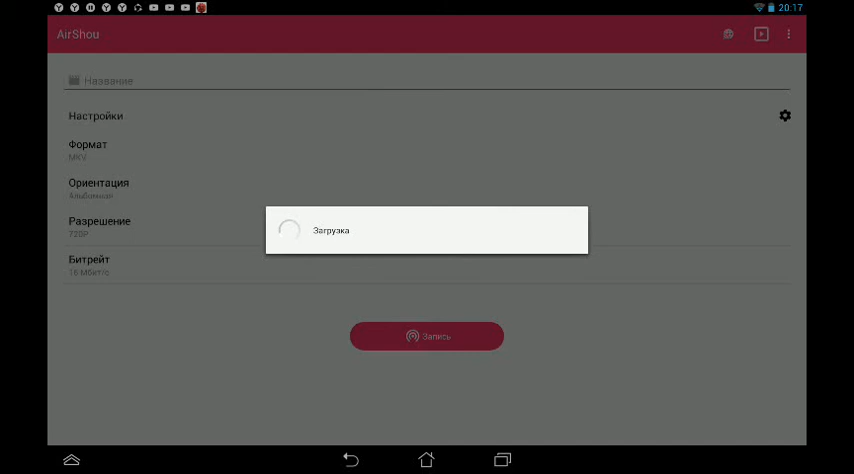 20:17
AirShou
Название
Настройки
Формат
MKV
Ориентация
Альбомная
Разрешение
720P
Загрузка
Битрейт
16 Мбит/с
Запись